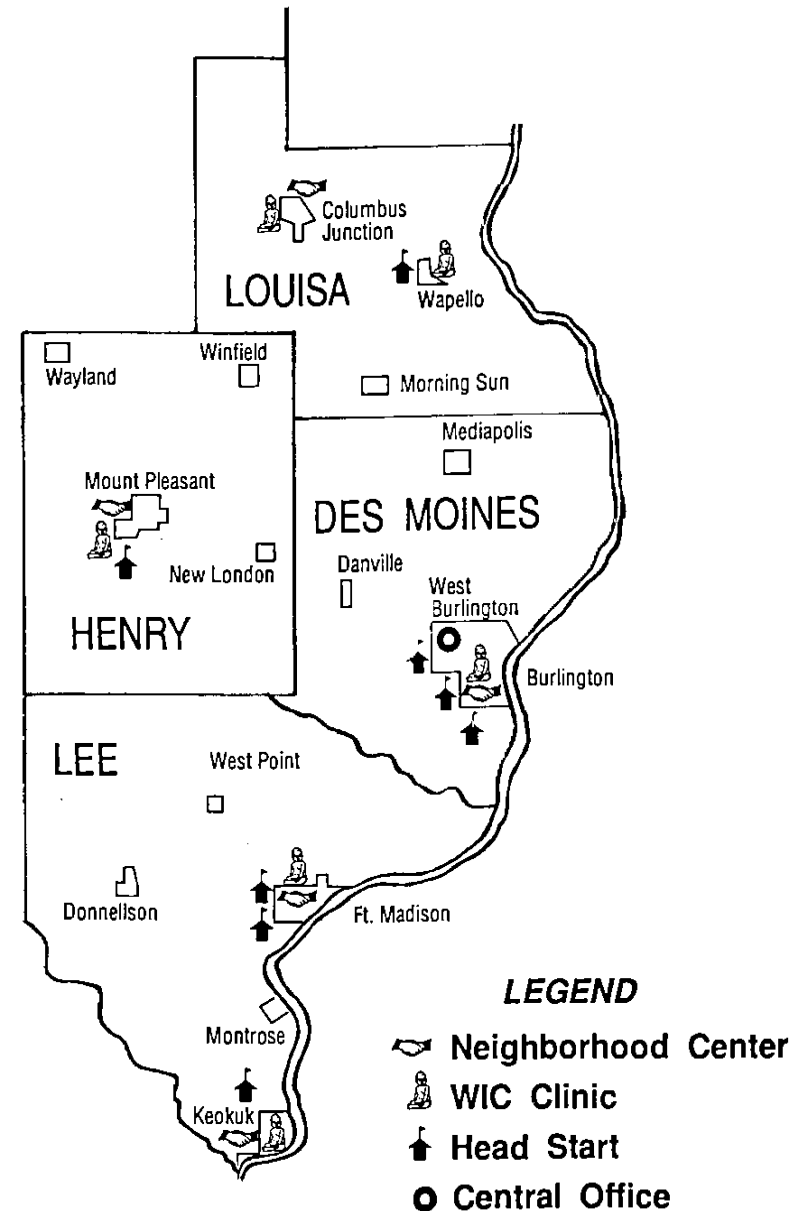 Columbus
Junction
LOUISA
Wapello
Wayland
Winfield
Morning Sun
Mediapolis
Mount Pleasant
DES MOINES
New London
Danville
West
Burlington
HENRY
Burlington
LEE
West Point
Donnellson
Ft. Madison
Montrose
Keokuk
LEGEND
Neighborhood Center
WIC Clinic
Head Start
Central Office